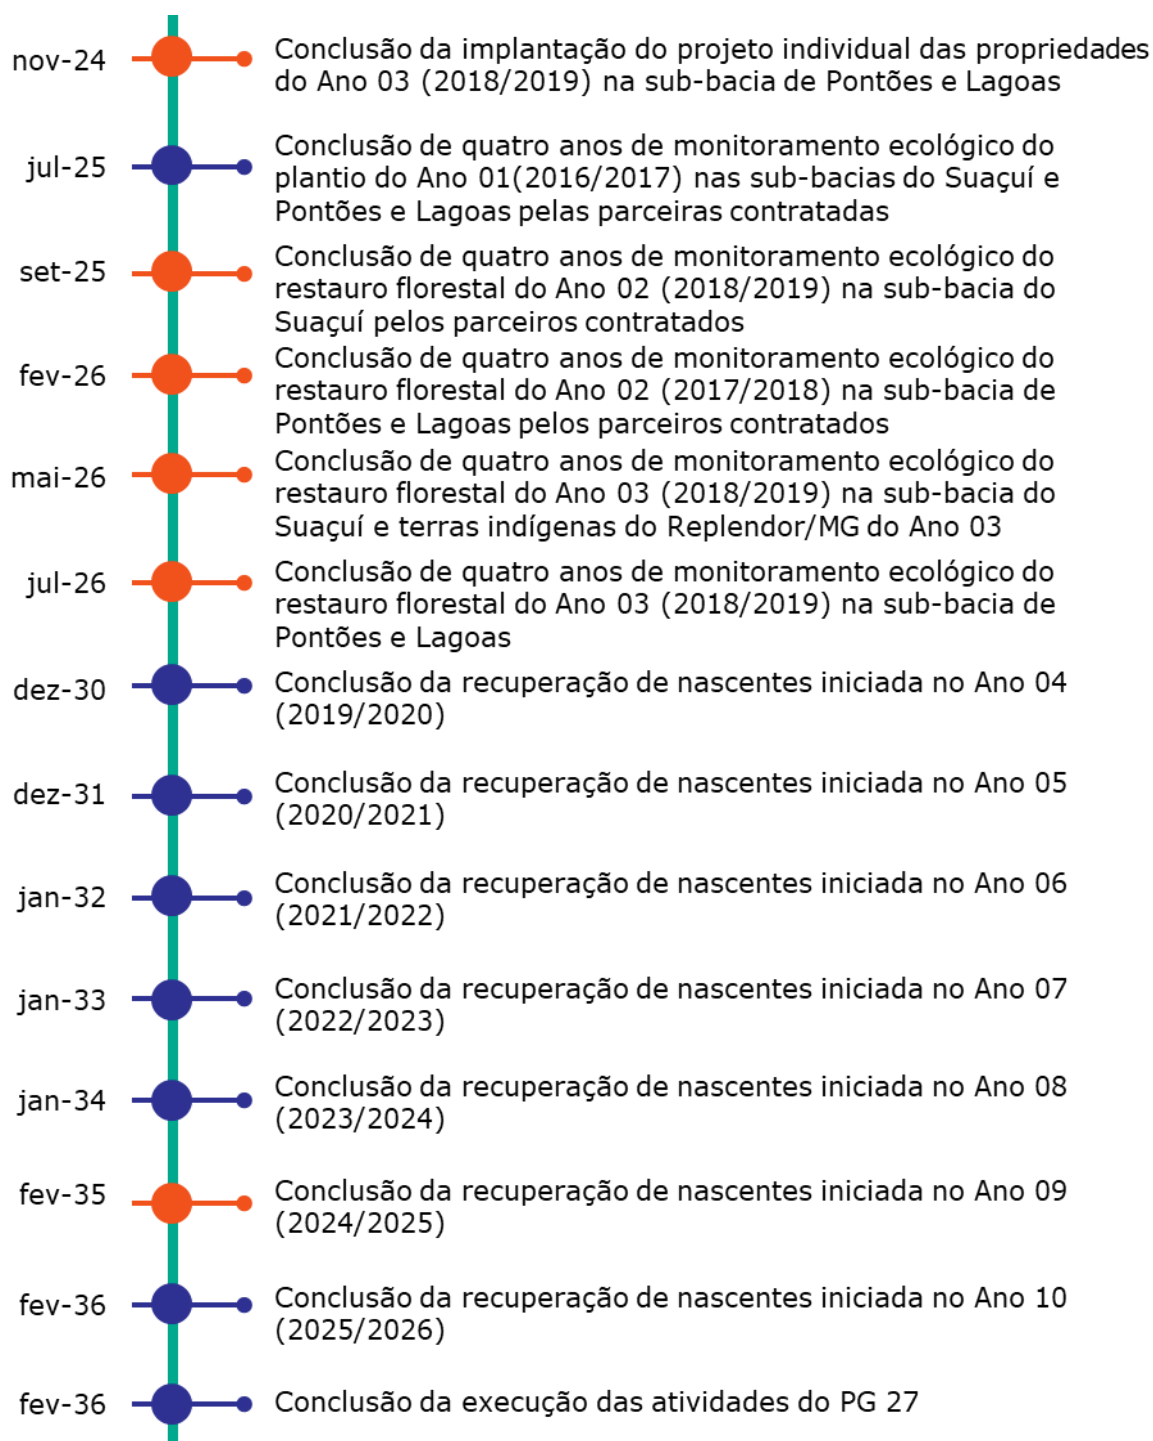 nov-24
Conclusão da implantação do projeto individual das propriedades
do Ano 03 (2018/2019) na sub-bacia de Pontões e Lagoas
jul-25
Conclusão de quatro anos de monitoramento ecológico do
plantio do Ano 01(2016/2017) nas sub-bacias do Suaçuí e
Pontões e Lagoas pelas parceiras contratadas
set-25
Conclusão de quatro anos de monitoramento ecológico do
restauro florestal do Ano 02 (2018/2019) na sub-bacia do
Suaçuí pelos parceiros contratados
fev-26
Conclusão de quatro anos de monitoramento ecológico do
restauro florestal do Ano 02 (2017/2018) na sub-bacia de
Pontões e Lagoas pelos parceiros contratados
mai-26
Conclusão de quatro anos de monitoramento ecológico do
restauro florestal do Ano 03 (2018/2019) na sub-bacia do
Suaçuí e terras indígenas do Replendor/MG do Ano 03
jul-26
Conclusão de quatro anos de monitoramento ecológico do
restauro florestal do Ano 03 (2018/2019) na sub-bacia de
Pontões e Lagoas
dez-30
Conclusão da recuperação de nascentes iniciada no Ano 04
(2019/2020)
dez-31
Conclusão da recuperação de nascentes iniciada no Ano 05
(2020/2021)
jan-32
Conclusão da recuperação de nascentes iniciada no Ano 06
(2021/2022)
jan-33
Conclusão da recuperação de nascentes iniciada no Ano 07
(2022/2023)
jan-34
Conclusão da recuperação de nascentes iniciada no Ano 08
(2023/2024)
fev-35
Conclusão da recuperação de nascentes iniciada no Ano 09
(2024/2025)
fev-36
Conclusão da recuperação de nascentes iniciada no Ano 10
(2025/2026)
fev-36
Conclusão da execução das atividades do PG 27